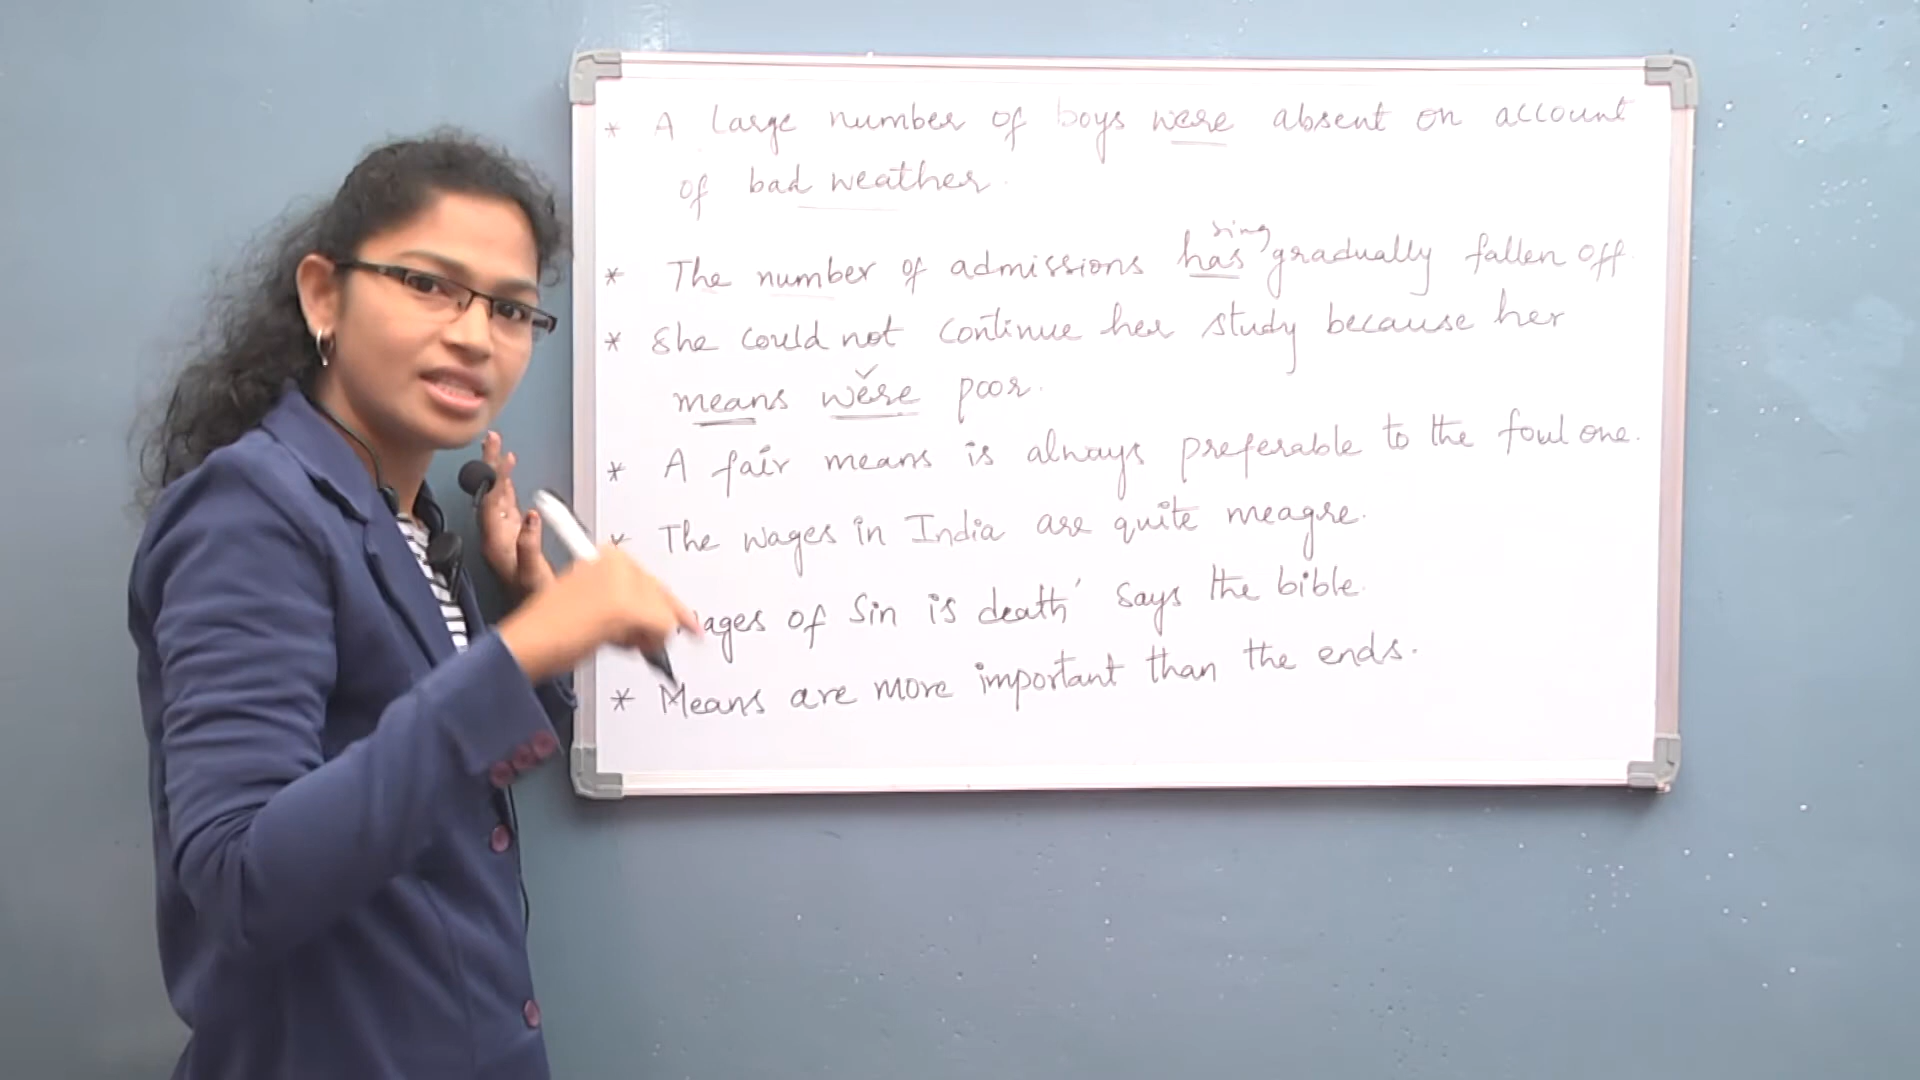 * A large number of boys were absent on account
of bad weather.
sing
* The number of admissions has gradually fallen off.
* She could not continue her study because her
means were poor.
* A fair means is always preferable to the foul one.
* The wages in India are quite meagre.
of Sin is death' says the bible.
* Means are more important than the ends.